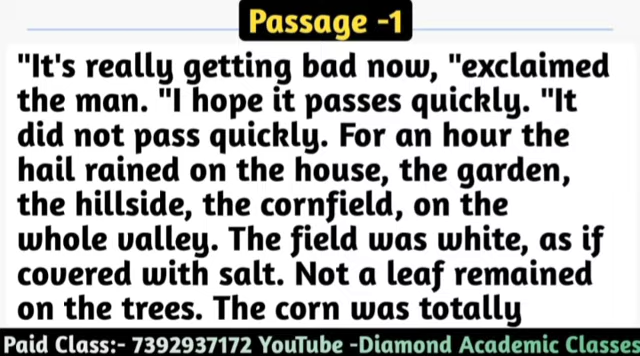 Passage -1
"It's really getting bad now, "exclaimed
the man. "I hope it passes quickly. "It
did not pass quickly. For an hour the
hail rained on the house, the garden,
the hillside, the cornfield, on the
whole valley. The field was white, as if
covered with salt. Not a leaf remained
on the trees. The corn was totally
Paid Class:- 7392937172 YouTube -Diamond Academic Classes